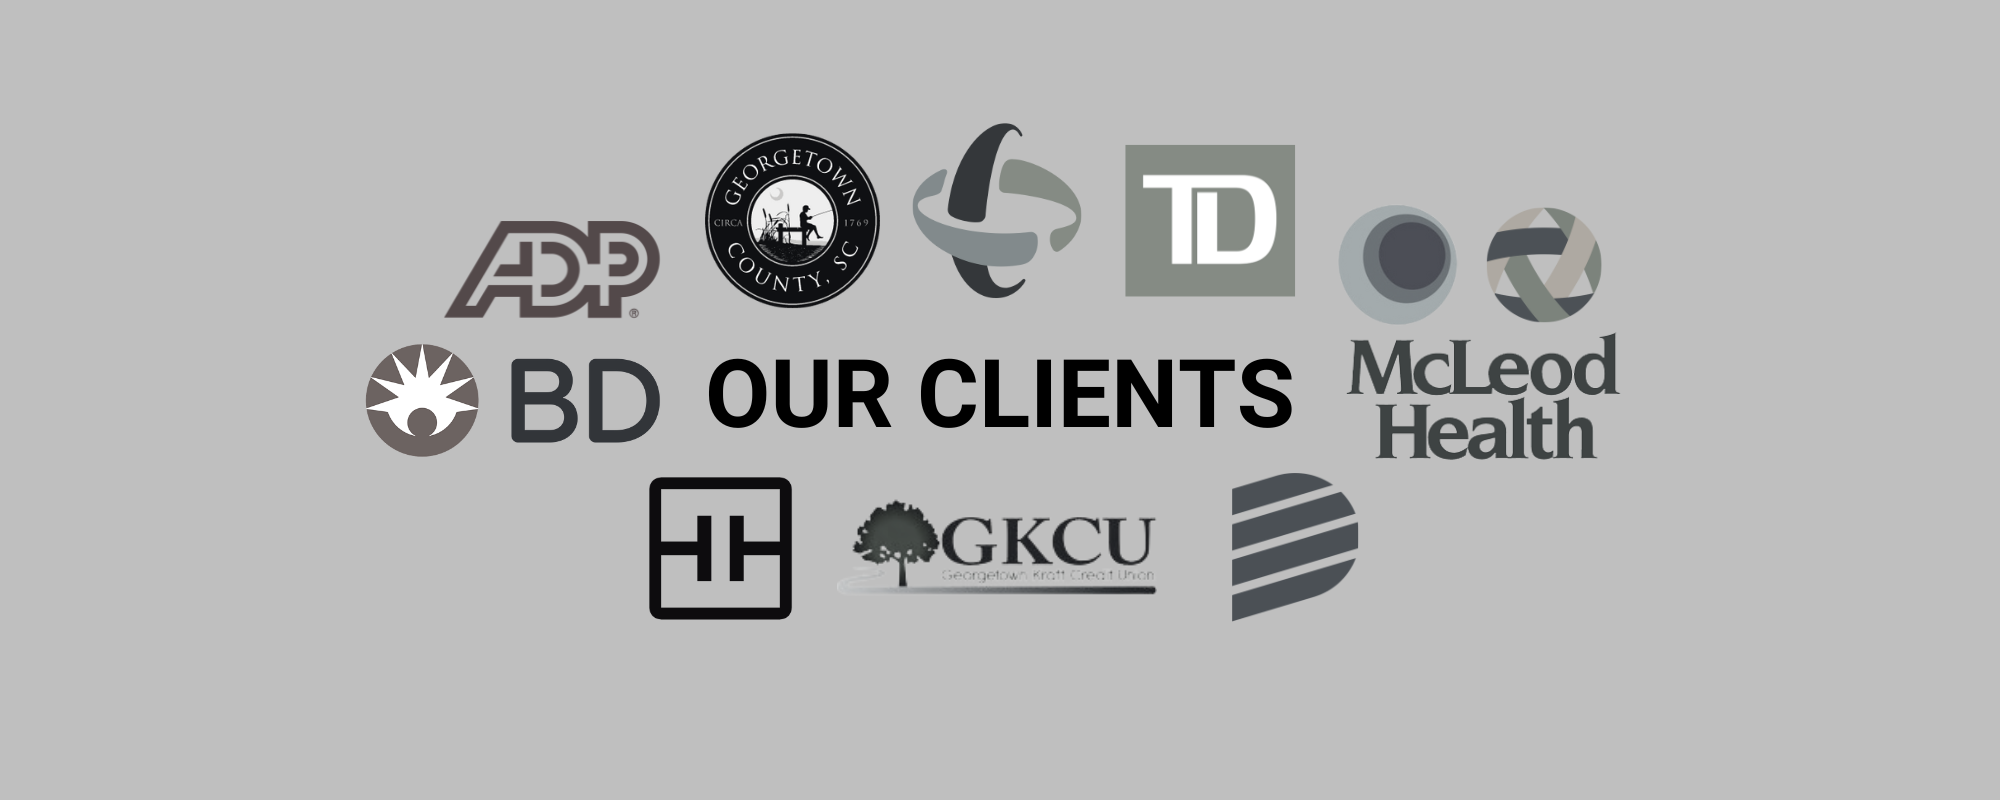 GEORGETOWN
CIRCA 1769
COUNTY, SC
TD
ADP®
BD
OUR CLIENTS
McLeod
Health
GKCU
Georgetown Kraft Credit Union